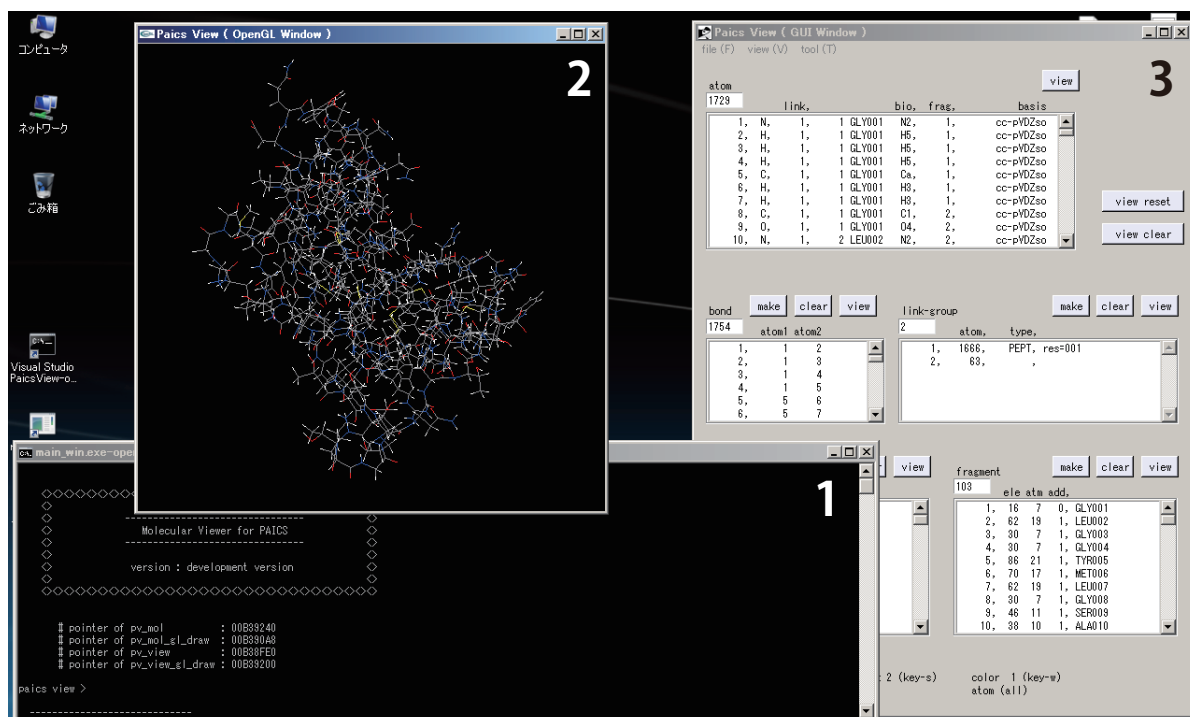 コンピュータ
ネットワーク
ごみ箱
Visual Studio
PaicsView-o...
Paics View ( OpenGL Window )
2
Paics View ( GUI Window )
file (F) view (V) tool (T)
3
view
atom
1729
link, bio, frag, basis
1, N, 1, 1 GLY001 N2, 1, cc-pVDZso
2, H, 1, 1 GLY001 H5, 1, cc-pVDZso
3, H, 1, 1 GLY001 H5, 1, cc-pVDZso
4, H, 1, 1 GLY001 H5, 1, cc-pVDZso
5, C, 1, 1 GLY001 Ca, 1, cc-pVDZso
6, H, 1, 1 GLY001 H3, 1, cc-pVDZso
7, H, 1, 1 GLY001 H3, 1, cc-pVDZso
8, C, 1, 1 GLY001 C1, 2, cc-pVDZso
9, O, 1, 1 GLY001 O4, 2, cc-pVDZso
10, N, 1, 2 LEU002 N2, 2, cc-pVDZso
view reset
view clear
bond make clear view
1754
atom1 atom2
1, 1 2
2, 1 3
3, 1 4
4, 1 5
5, 5 6
6, 5 7
link-group make clear view
2
atom, type,
1, 1666, PEPT, res=001
2, 63, ,
view
fragment make clear view
103
ele atm add,
1, 16 7 0, GLY001
2, 62 19 1, LEU002
3, 30 7 1, GLY003
4, 30 7 1, GLY004
5, 86 21 1, TYR005
6, 70 17 1, MET006
7, 62 19 1, LEU007
8, 30 7 1, GLY008
9, 46 11 1, SER009
10, 38 10 1, ALA010
2 (key-s) color 1 (key-w)
atom (all)
main_win.exe-open
1
Molecular Viewer for PAICS
version : development version
# pointer of pv_mol : 00B39240
# pointer of pv_mol_gl_draw : 00B390A8
# pointer of pv_view : 00B38FE0
# pointer of pv_view_gl_draw : 00B39200
paics view >